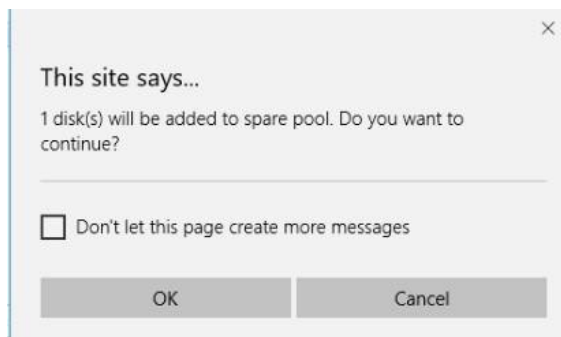 This site says...
1 disk(s) will be added to spare pool. Do you want to
continue?
Don't let this page create more messages
OK
Cancel